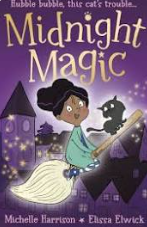 Hubble bubble, this cat's trouble...
Midnight
Magic
Michelle Harrison Elissa Elwick